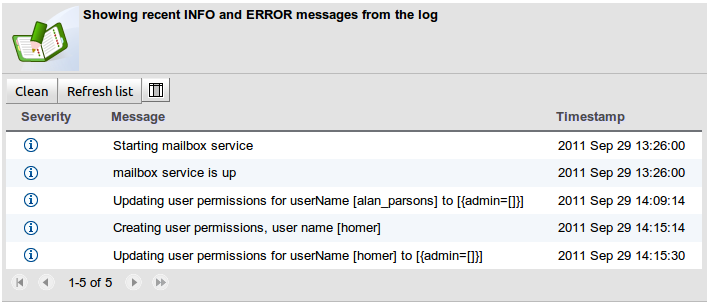 Showing recent INFO and ERROR messages from the log
Clean Refresh list
Severity Message Timestamp
Starting mailbox service 2011 Sep 29 13:26:00
mailbox service is up 2011 Sep 29 13:26:00
Updating user permissions for userName [alan_parsons] to [{admin=[]}] 2011 Sep 29 14:09:14
Creating user permissions, user name [homer] 2011 Sep 29 14:15:14
Updating user permissions for userName [homer] to [{admin=[]}] 2011 Sep 29 14:15:30
1-5 of 5